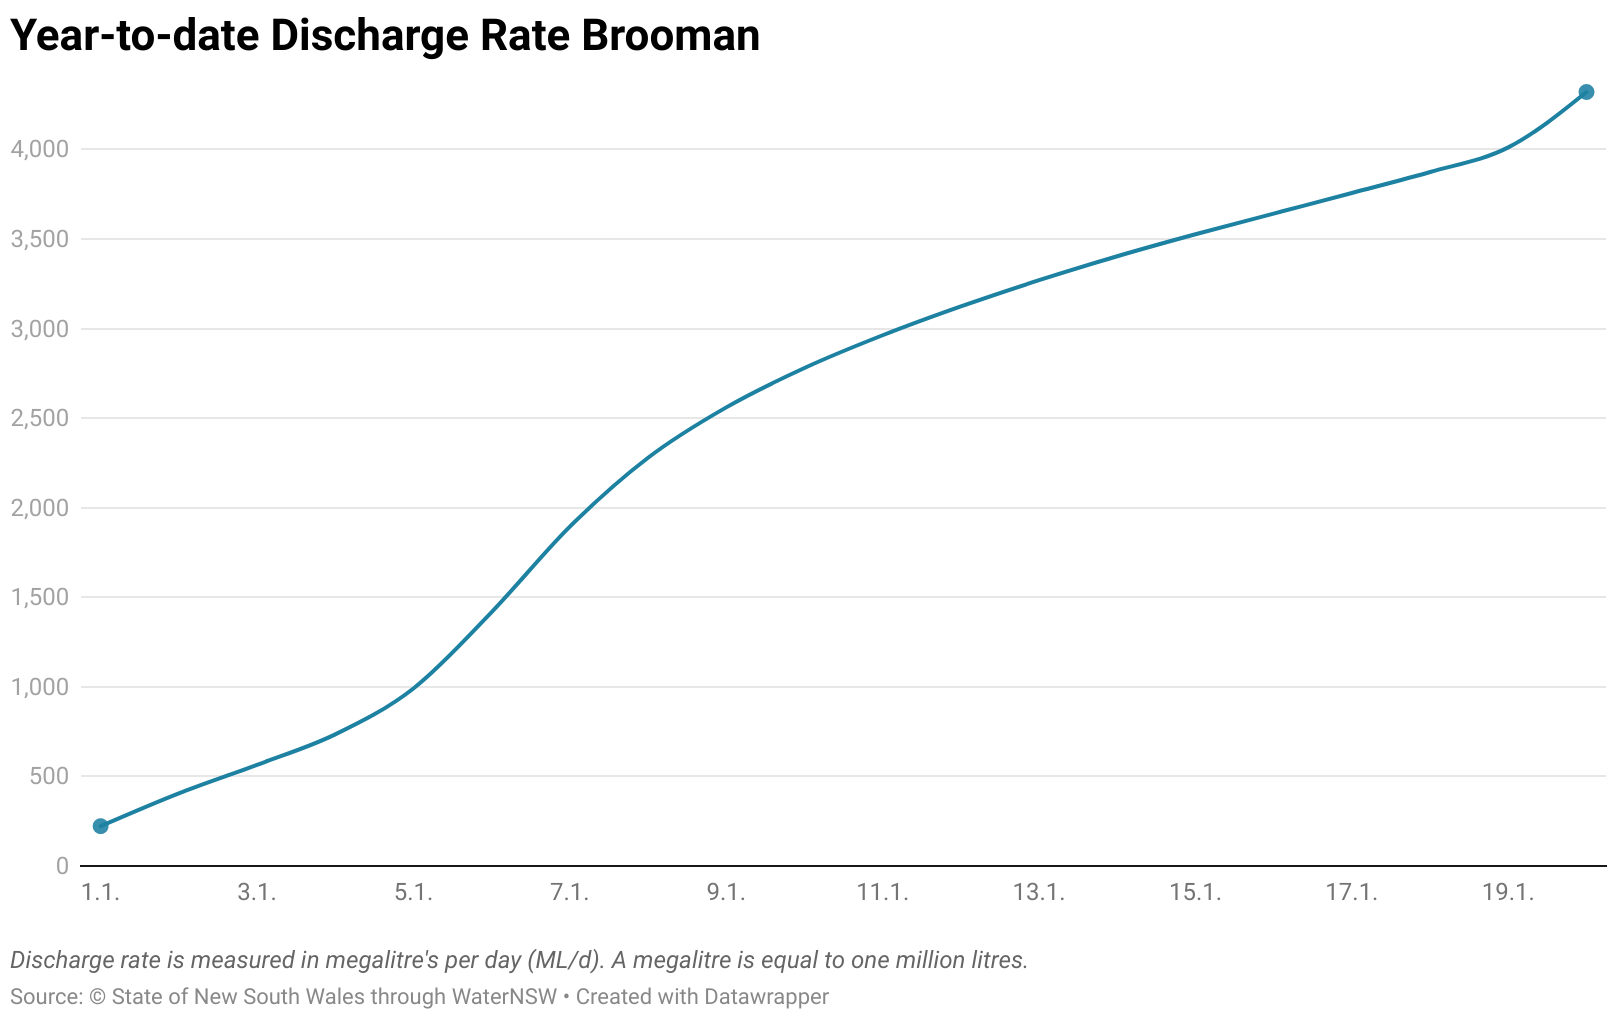 Year-to-date Discharge Rate Brooman
4,000
3,500
3,000
2,500
2,000
1,500
1,000
500
0
1.1. 3.1. 5.1. 7.1. 9.1. 11.1. 13.1. 15.1. 17.1. 19.1.
Discharge rate is measured in megalitre's per day (ML/d). A megalitre is equal to one million litres.
Source: © State of New South Wales through WaterNSW • Created with Datawrapper